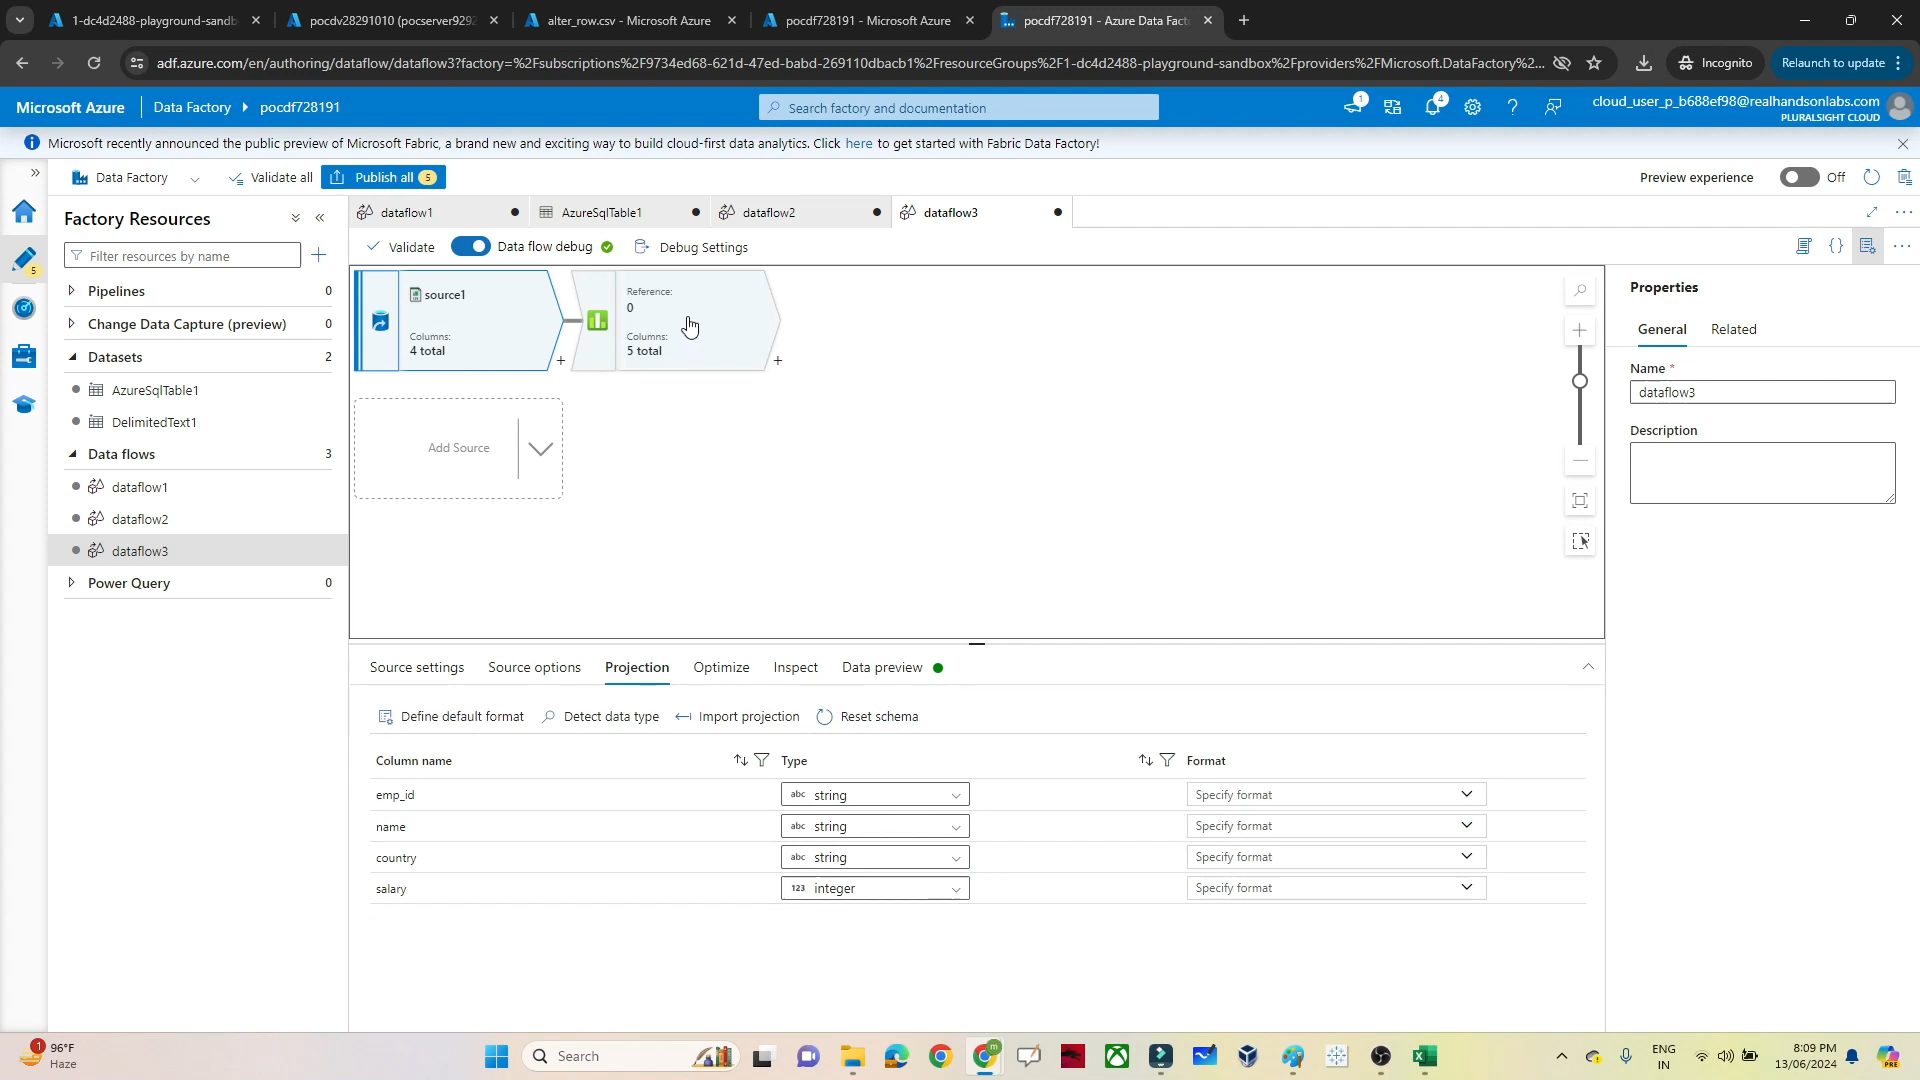 1-dc4d2488-playground-sandb
pocdv28291010 (pocserver9292
alter_row.csv - Microsoft Azure
pocdf728191 - Microsoft Azure
pocdf728191 - Azure Data Fact
adf.azure.com/en/authoring/dataflow/dataflow3?factory=%2Fsubscriptions%2F9734ed68-621d-47ed-babd-269110dbacb1%2FresourceGroups%2F1-dc4d2488-playground-sandbox%2Fproviders%2FMicrosoft.DataFactory%2...
Incognito
Relaunch to update
Microsoft Azure
Data Factory
pocdf728191
Search factory and documentation
1
4
cloud_user_p_b688ef98@realhandsonlabs.com
PLURALSIGHT CLOUD
Microsoft recently announced the public preview of Microsoft Fabric, a brand new and exciting way to build cloud-first data analytics. Click here to get started with Fabric Data Factory!
Data Factory
Validate all
Publish all 5
Preview experience
Off
5
Factory Resources
Filter resources by name
Pipelines 0
Change Data Capture (preview) 0
Datasets 2
AzureSqlTable1
DelimitedText1
Data flows 3
dataflow1
dataflow2
dataflow3
Power Query 0
dataflow1
AzureSqlTable1
dataflow2
dataflow3
Validate
Data flow debug
Debug Settings
source1
Columns:
4 total
Reference:
0
Columns:
5 total
Add Source
Properties
General
Related
Name *
dataflow3
Description
Source settings
Source options
Projection
Optimize
Inspect
Data preview
Define default format
Detect data type
Import projection
Reset schema
Column name
Type
Format
emp_id
abc string
Specify format
name
abc string
Specify format
country
abc string
Specify format
salary
123 integer
Specify format
1
96°F
Haze
Search
m
ENG
IN
8:09 PM
13/06/2024
PRE